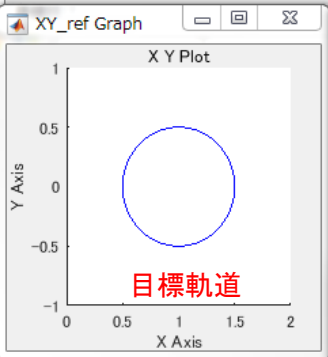 XY_ref Graph
X Y Plot
1
0.5
0
-0.5
-1
Y Axis
目標軌道
0 0.5 1 1.5 2
X Axis